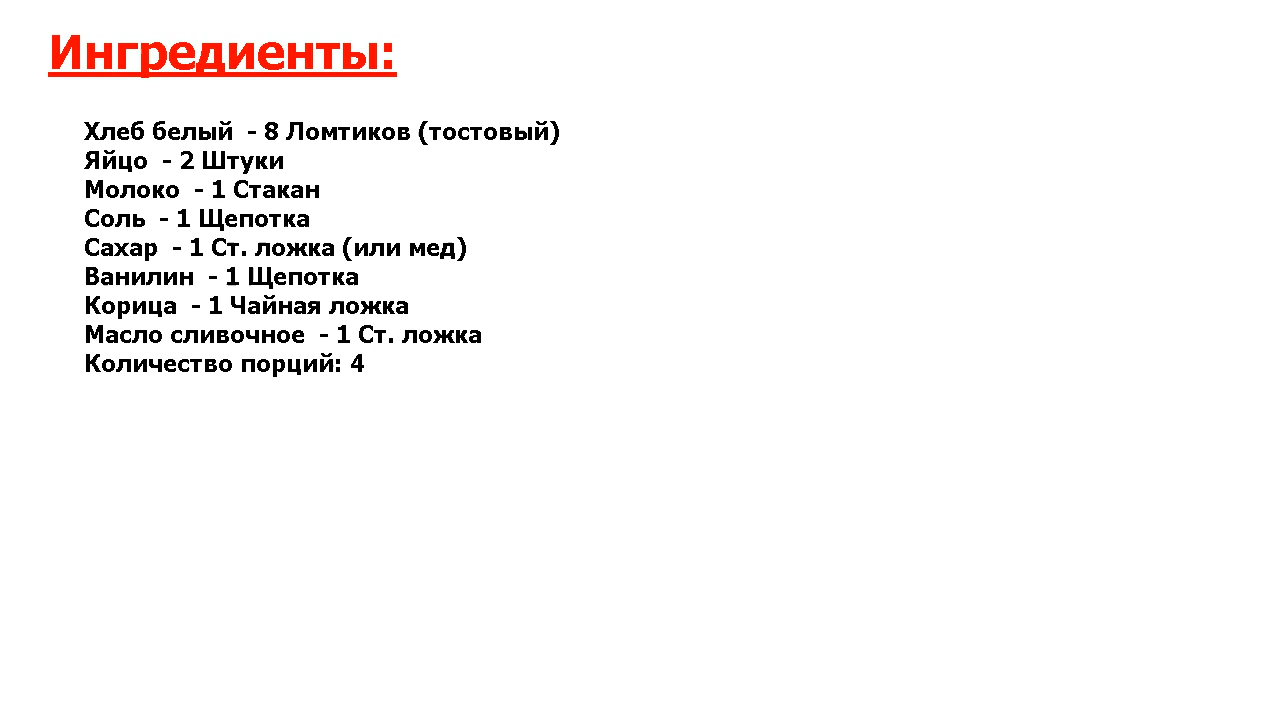 Ингредиенты:
Хлеб белый - 8 Ломтиков (тостовый)
Яйцо - 2 Штуки
Молоко - 1 Стакан
Соль - 1 Щепотка
Сахар - 1 Ст. ложка (или мед)
Ванилин - 1 Щепотка
Корица - 1 Чайная ложка
Масло сливочное - 1 Ст. ложка
Количество порций: 4